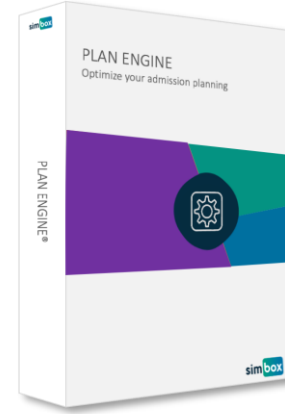 simbox
PLAN ENGINE
Optimize your admission planning
PLAN ENGINE®
simbox